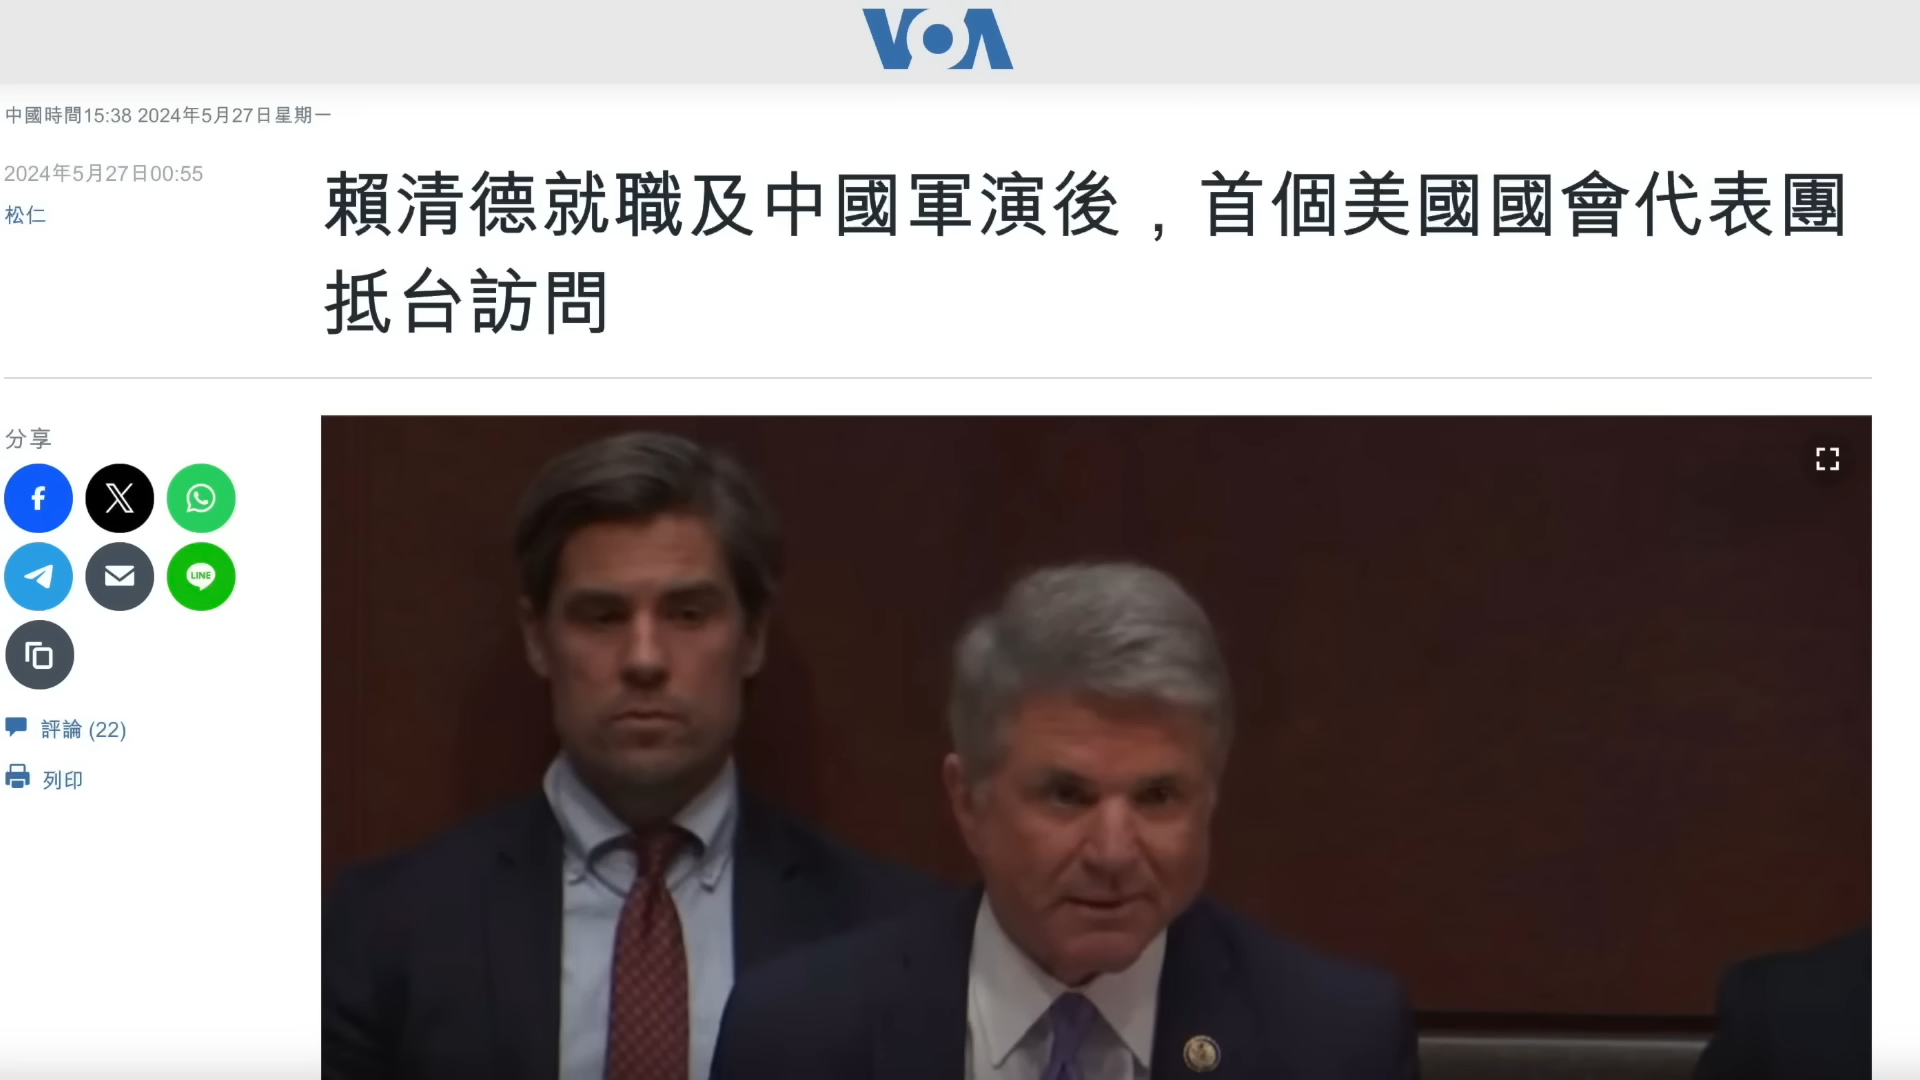 VOA
中國時間15:38 2024年5月27日星期一
2024年5月27日00:55
松仁
賴清德就職及中國軍演後，首個美國國會代表團
抵台訪問
分享
LINE
評論 (22)
列印